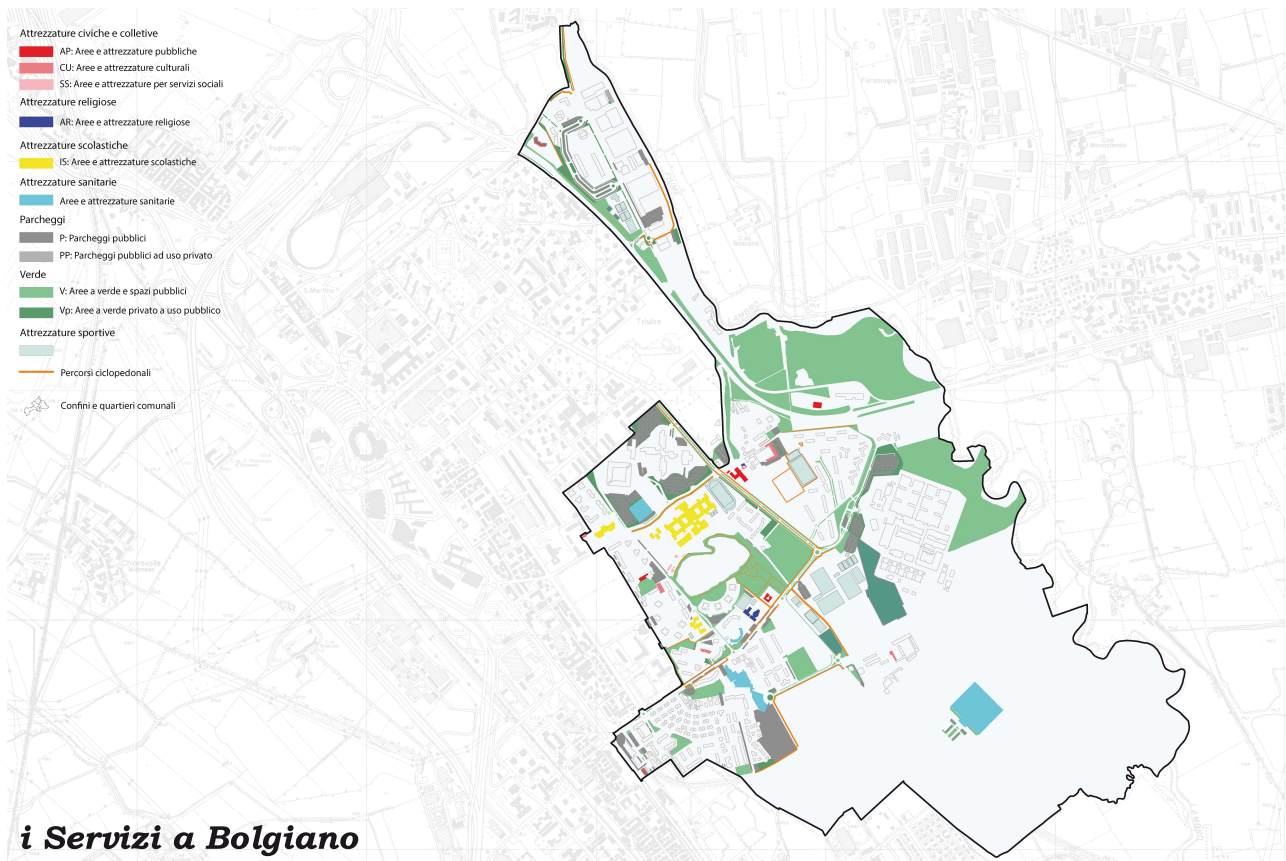 Attrezzature civiche e colletive
AP: Aree e attrezzature pubbliche
CU: Aree e attrezzature culturali
SS: Aree e attrezzature per servizi sociali
Attrezzature religiose
AR: Aree e attrezzature religiose
Attrezzature scolastiche
IS: Aree e attrezzature scolastiche
Attrezzature sanitarie
Aree e attrezzature sanitarie
Parcheggi
P: Parcheggi pubblici
PP: Parcheggi pubblici ad uso privato
Verde
V: Aree a verde e spazi pubblici
Vp: Aree a verde privato a uso pubblico
Attrezzature sportive
Percorsi ciclopedonali
Confini e quartieri comunali
S.Martino
Triulzo
i Servizi a Bolgiano